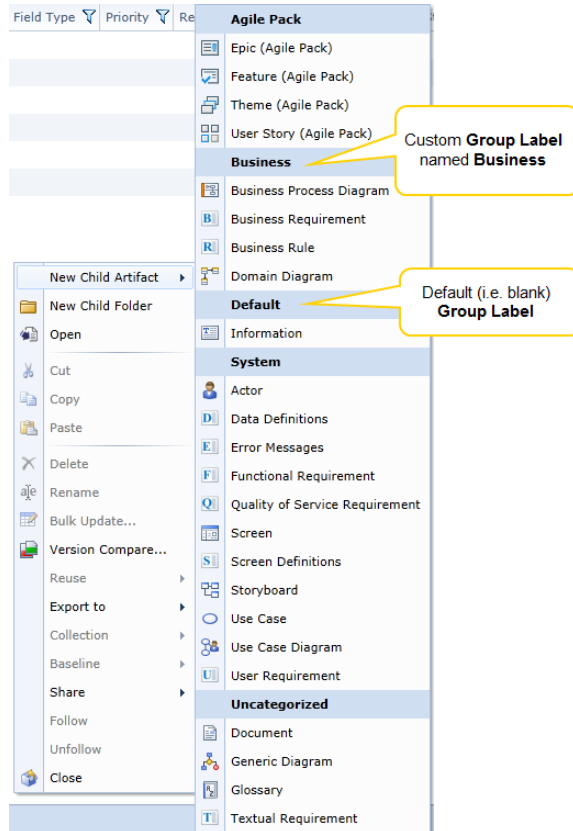 Field Type Priority Re
Agile Pack
Epic (Agile Pack)
Feature (Agile Pack)
Theme (Agile Pack)
User Story (Agile Pack)
Custom Group Label
named Business
Business
Business Process Diagram
Business Requirement
Business Rule
Domain Diagram
Default (i.e. blank)
Group Label
Default
Information
System
Actor
Data Definitions
Error Messages
Functional Requirement
Quality of Service Requirement
Screen
Screen Definitions
Storyboard
Use Case
Use Case Diagram
User Requirement
Uncategorized
Document
Generic Diagram
Glossary
Textual Requirement
New Child Artifact
New Child Folder
Open
Cut
Copy
Paste
Delete
Rename
Bulk Update...
Version Compare...
Reuse
Export to
Collection
Baseline
Share
Follow
Unfollow
Close